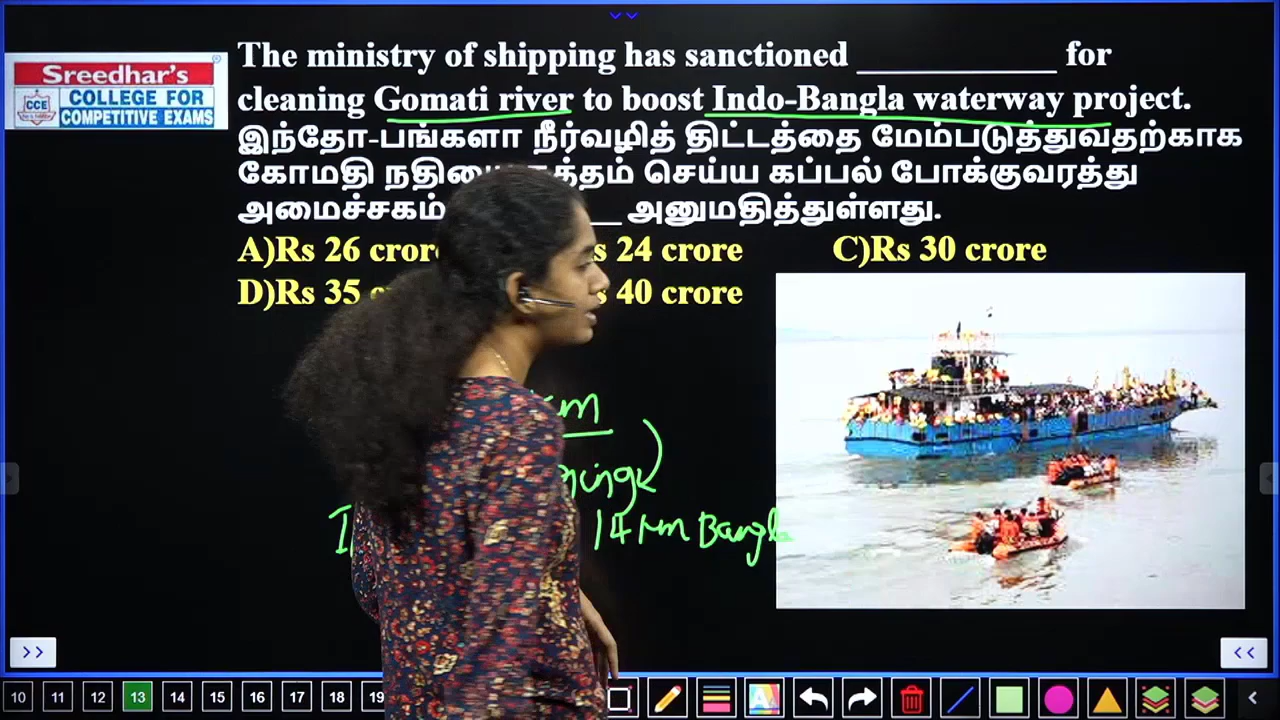 Sreedhar's
CCE
COLLEGE FOR
COMPETITIVE EXAMS
The ministry of shipping has sanctioned ____________ for
cleaning Gomati river to boost Indo-Bangla waterway project.
இந்தோ-பங்களா நீர்வழித் திட்டத்தை மேம்படுத்துவதற்காக
கோமதி செய்ய கப்பல் போக்குவரத்து
அமைச்சகம் அனுமதித்துள்ளது.
A)Rs 26 24 crore C)Rs 30 crore
D)Rs 35 40 crore
14 km Bangla
>> <<
10 11 12 13 14 15 16 17 18 19